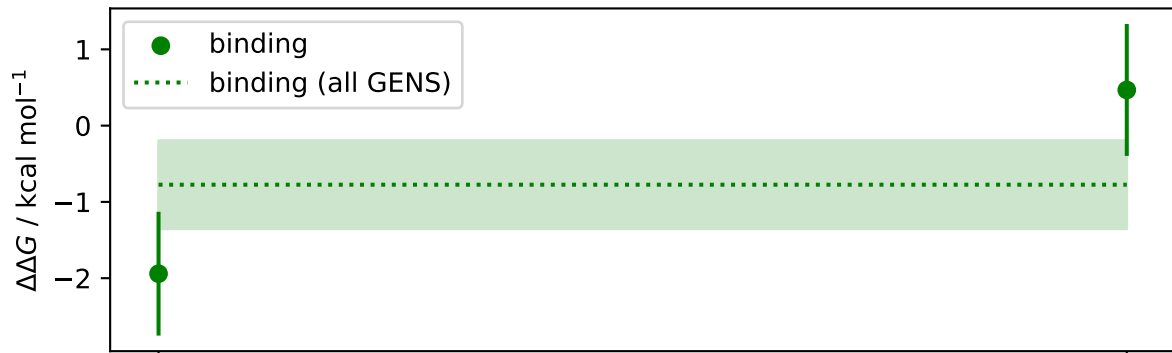 binding
binding (all GENS)
1
0
−1
−2
ΔΔG / kcal mol⁻¹